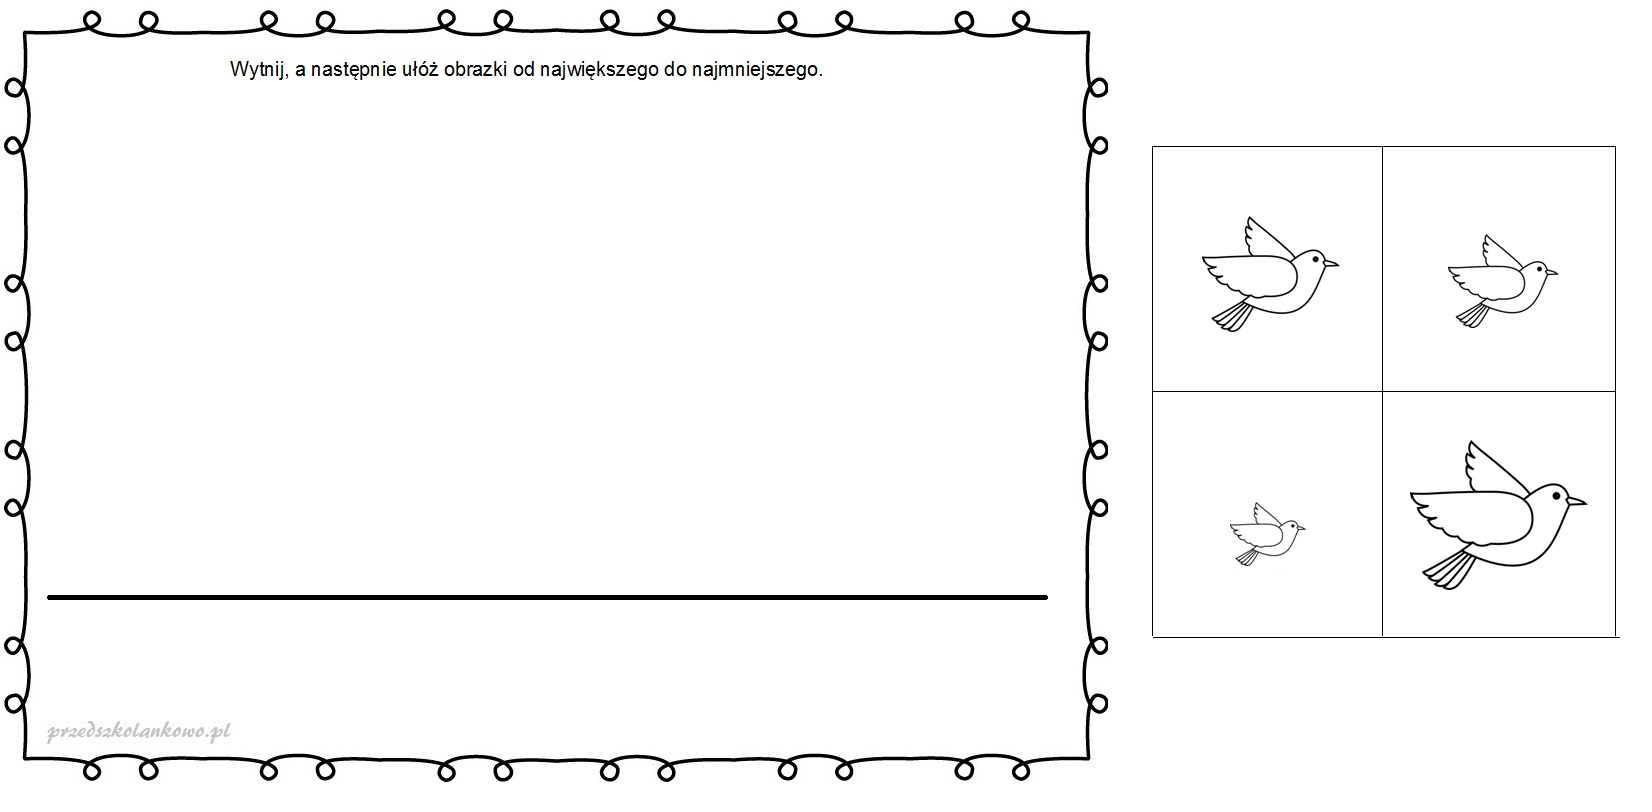 Wytnij, a następnie ułóż obrazki od największego do najmniejszego.
przedszkolankowo.pl